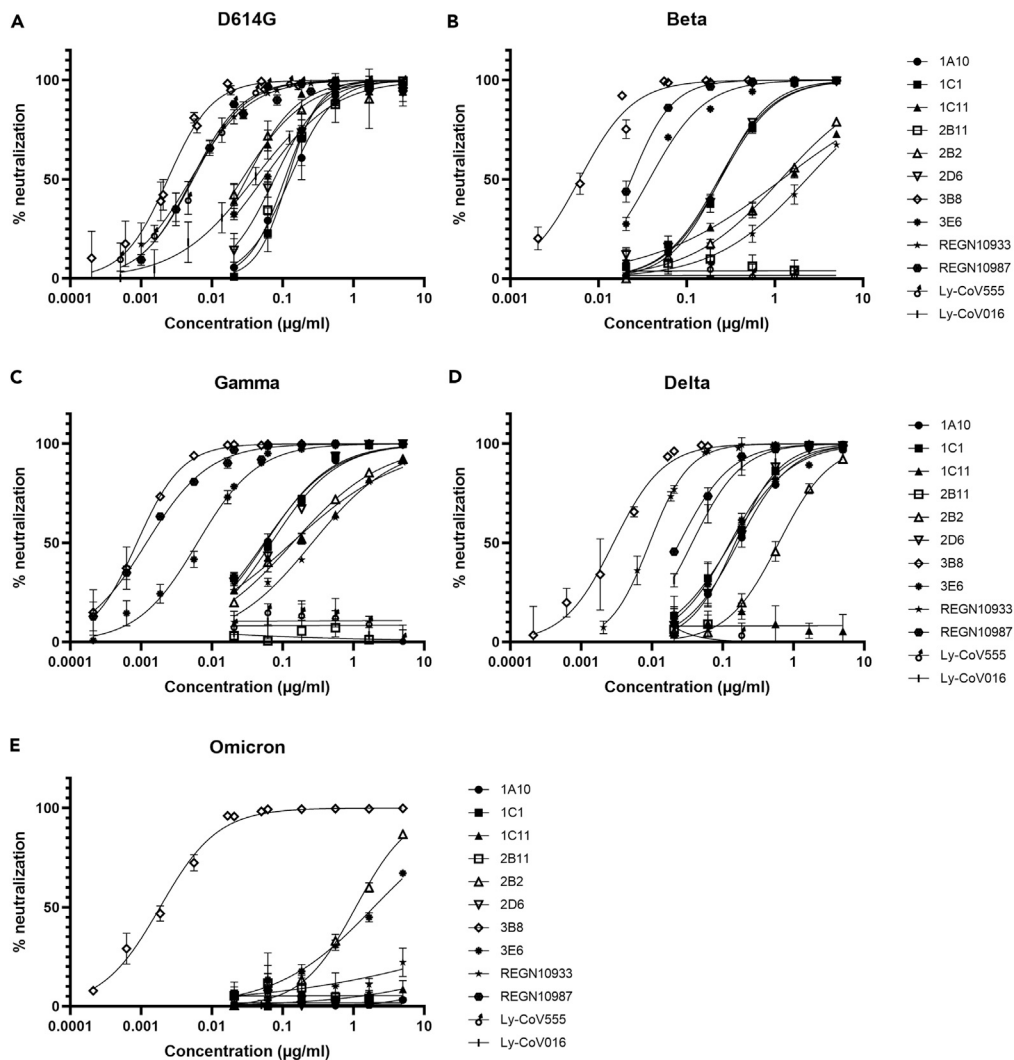 A
D614G
% neutralization
100
50
0
0.0001
0.001
0.01
0.1
1
10
Concentration (µg/ml)
B
Beta
% neutralization
100
50
0
0.001
0.01
0.1
1
10
Concentration (µg/ml)
1A10
1C1
1C11
2B11
2B2
2D6
3B8
3E6
REGN10933
REGN10987
Ly-CoV555
Ly-CoV016
C
Gamma
% neutralization
100
50
0
0.0001
0.001
0.01
0.1
1
10
Concentration (µg/ml)
D
Delta
% neutralization
100
50
0
0.0001
0.001
0.01
0.1
1
10
Concentration (µg/ml)
1A10
1C1
1C11
2B11
2B2
2D6
3B8
3E6
REGN10933
REGN10987
Ly-CoV555
Ly-CoV016
E
Omicron
% neutralization
100
50
0
0.0001
0.001
0.01
0.1
1
10
Concentration (µg/ml)
1A10
1C1
1C11
2B11
2B2
2D6
3B8
3E6
REGN10933
REGN10987
Ly-CoV555
Ly-CoV016